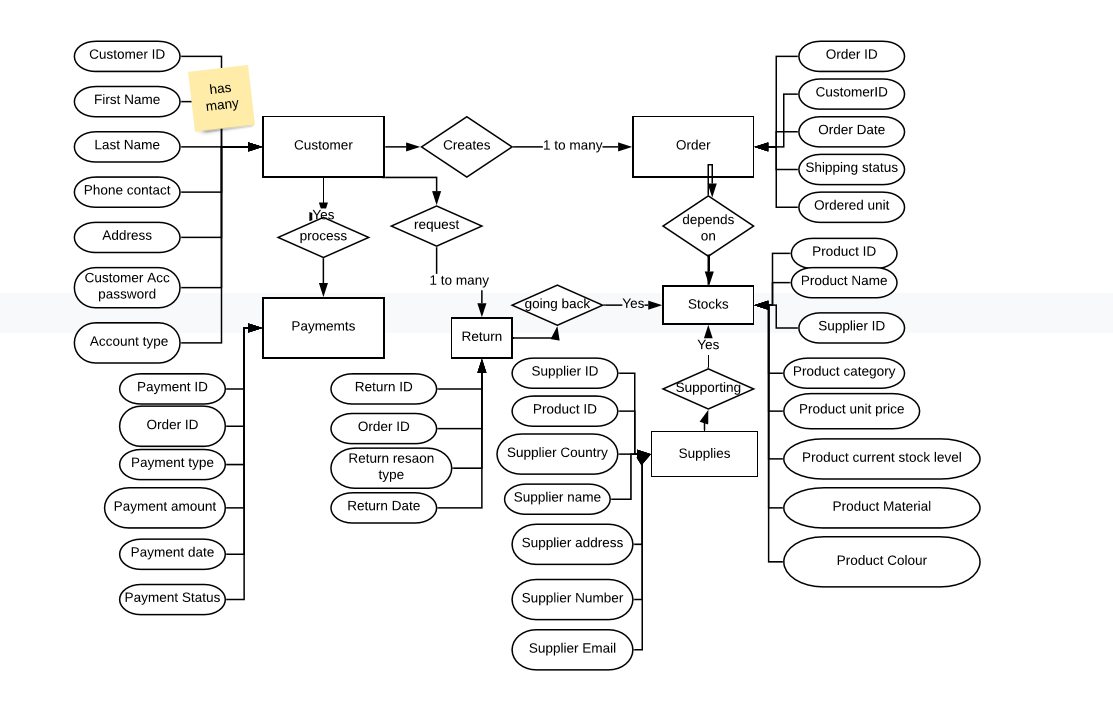 Customer ID
First Name
Last Name
Phone contact
Address
Customer Acc
password
Account type
has
many
Customer
Creates
1 to many
Order
Order ID
CustomerID
Order Date
Shipping status
Ordered unit
Yes
process
request
1 to many
depends
on
Paymemts
Return
going back
Yes
Stocks
Yes
Supporting
Supplies
Product ID
Product Name
Supplier ID
Product category
Product unit price
Product current stock level
Product Material
Product Colour
Payment ID
Order ID
Payment type
Payment amount
Payment date
Payment Status
Return ID
Order ID
Return resaon
type
Return Date
Supplier ID
Product ID
Supplier Country
Supplier name
Supplier address
Supplier Number
Supplier Email